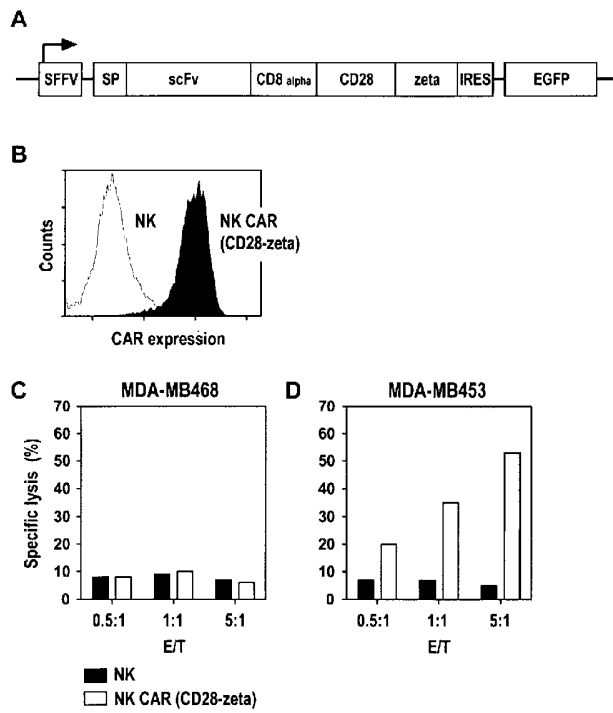 A
SFFV SP scFv CD8 alpha CD28 zeta IRES EGFP
B
Counts
NK
NK CAR
(CD28-zeta)
CAR expression
C
MDA-MB468
Specific lysis (%)
70
60
50
40
30
20
10
0
0.5:1 1:1 5:1
E/T
D
MDA-MB453
70
60
50
40
30
20
10
0
0.5:1 1:1 5:1
E/T
NK
NK CAR (CD28-zeta)